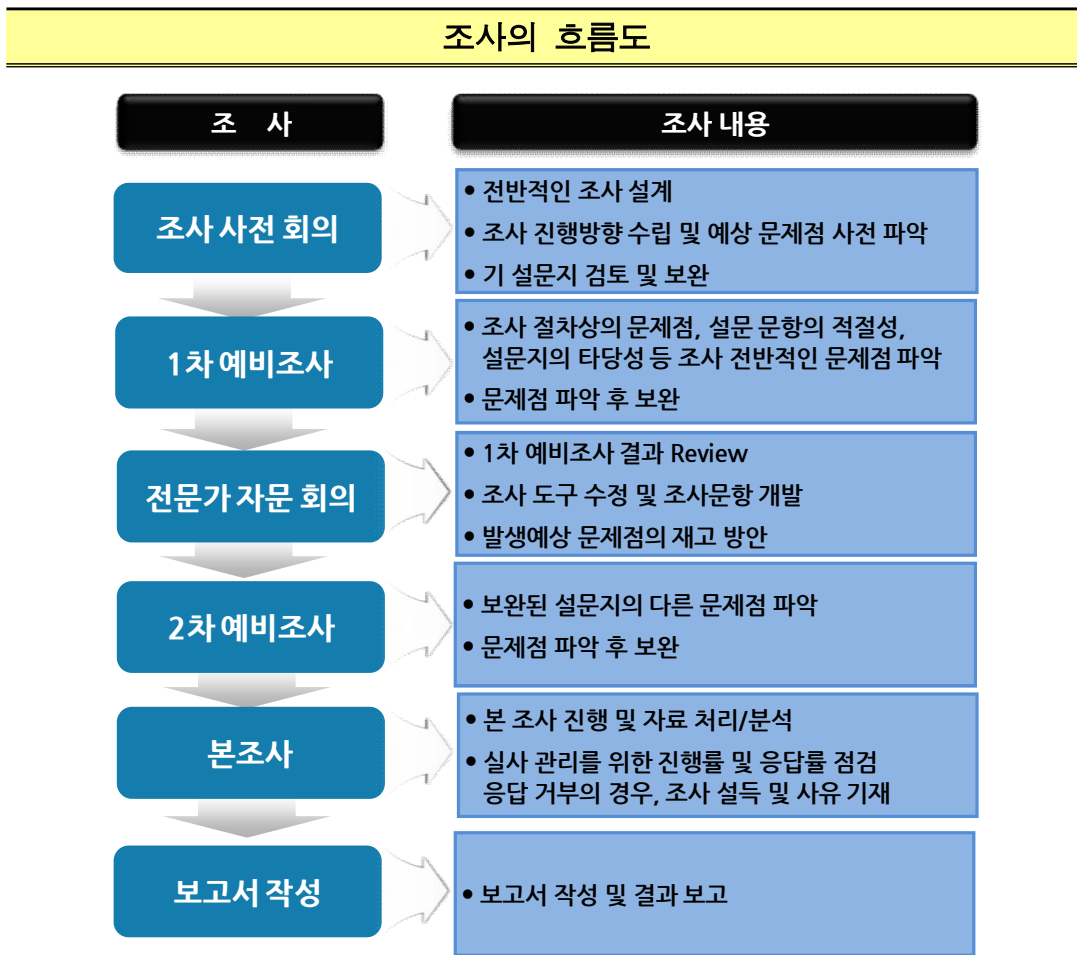 조사의 흐름도
조 사
조사 내용
조사 사전 회의
• 전반적인 조사 설계
• 조사 진행방향 수립 및 예상 문제점 사전 파악
• 기 설문지 검토 및 보완
1차 예비조사
• 조사 절차상의 문제점, 설문 문항의 적절성,
설문지의 타당성 등 조사 전반적인 문제점 파악
• 문제점 파악 후 보완
전문가 자문 회의
• 1차 예비조사 결과 Review
• 조사 도구 수정 및 조사문항 개발
• 발생예상 문제점의 재고 방안
2차 예비조사
• 보완된 설문지의 다른 문제점 파악
• 문제점 파악 후 보완
본조사
• 본 조사 진행 및 자료 처리/분석
• 실사 관리를 위한 진행률 및 응답률 점검
응답 거부의 경우, 조사 설득 및 사유 기재
보고서 작성
• 보고서 작성 및 결과 보고